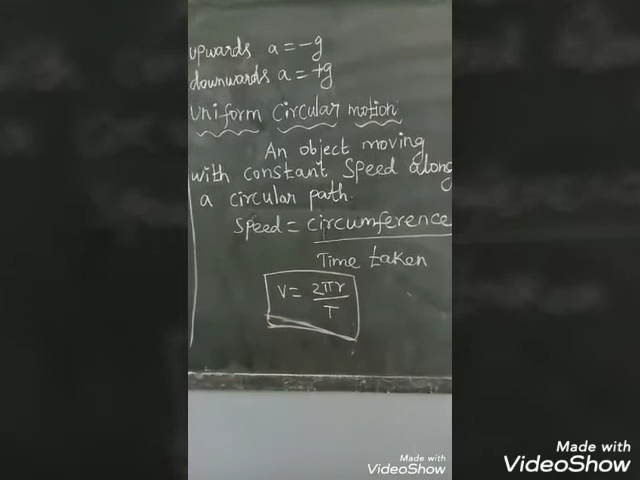 upwards a = -g
downwards a = +g
Uniform Circular motion
An object moving
with constant Speed along
a circular path.
Speed = circumference
Time taken
V = 2πr
T
Made with
VideoShow
Made with
VideoShow